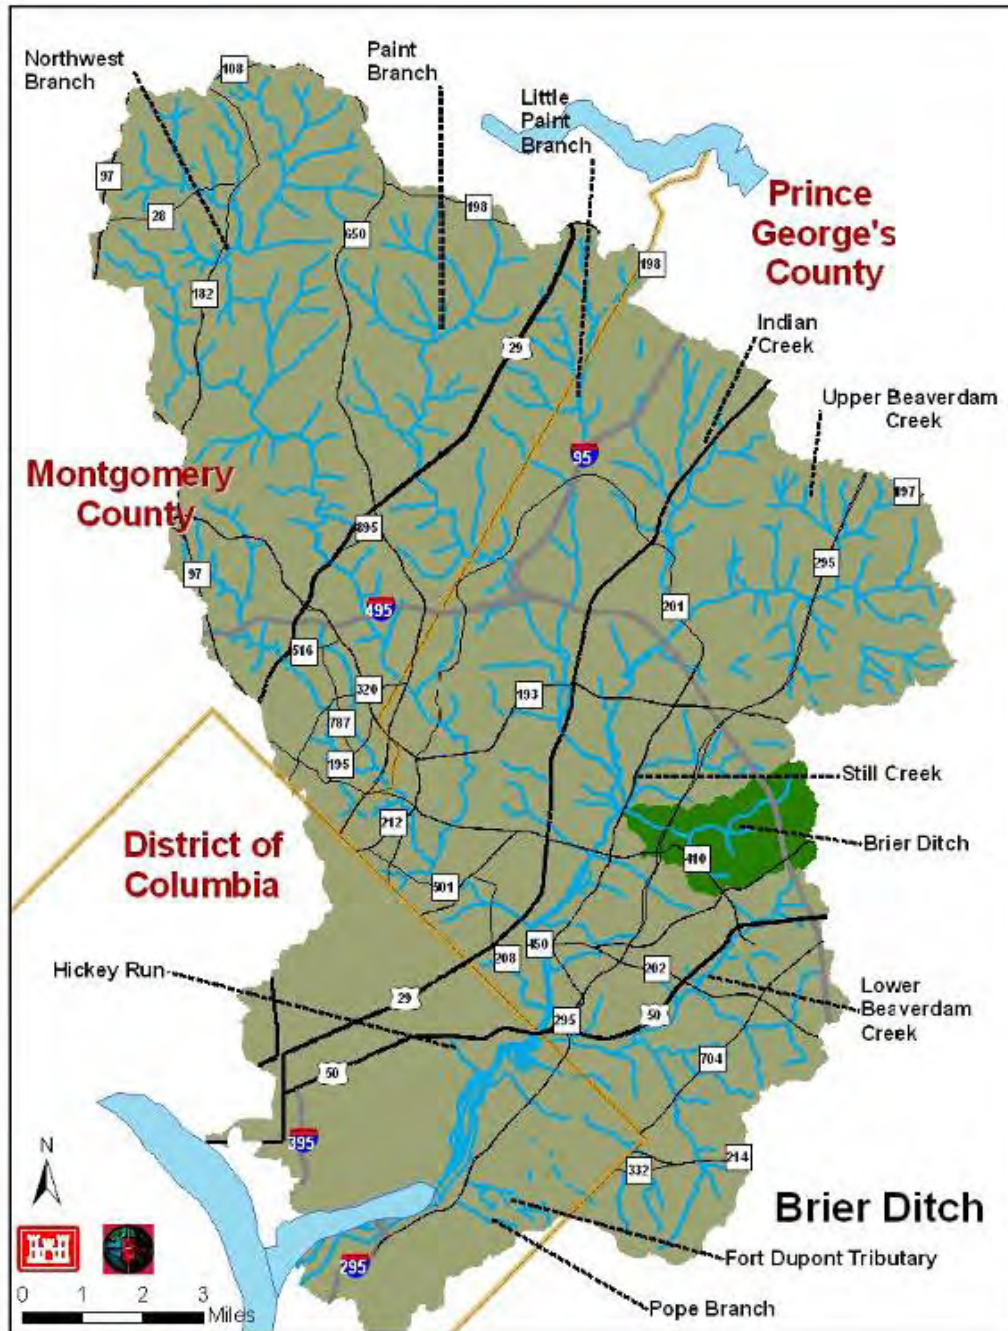 Northwest
Branch
Paint
Branch
Little
Paint
Branch
108
97
28
182
650
198
198
Prince
George's
County
Indian
Creek
29
Upper Beaverdam
Creek
95
Montgomery
County
197
895
295
97
495
201
516
320
193
787
195
Still Creek
212
Brier Ditch
410
District of
Columbia
501
450
208
202
Hickey Run
Lower
Beaverdam
Creek
29
295
50
704
50
395
N
332
214
Brier Ditch
Fort Dupont Tributary
295
Pope Branch
0 1 2 3
Miles